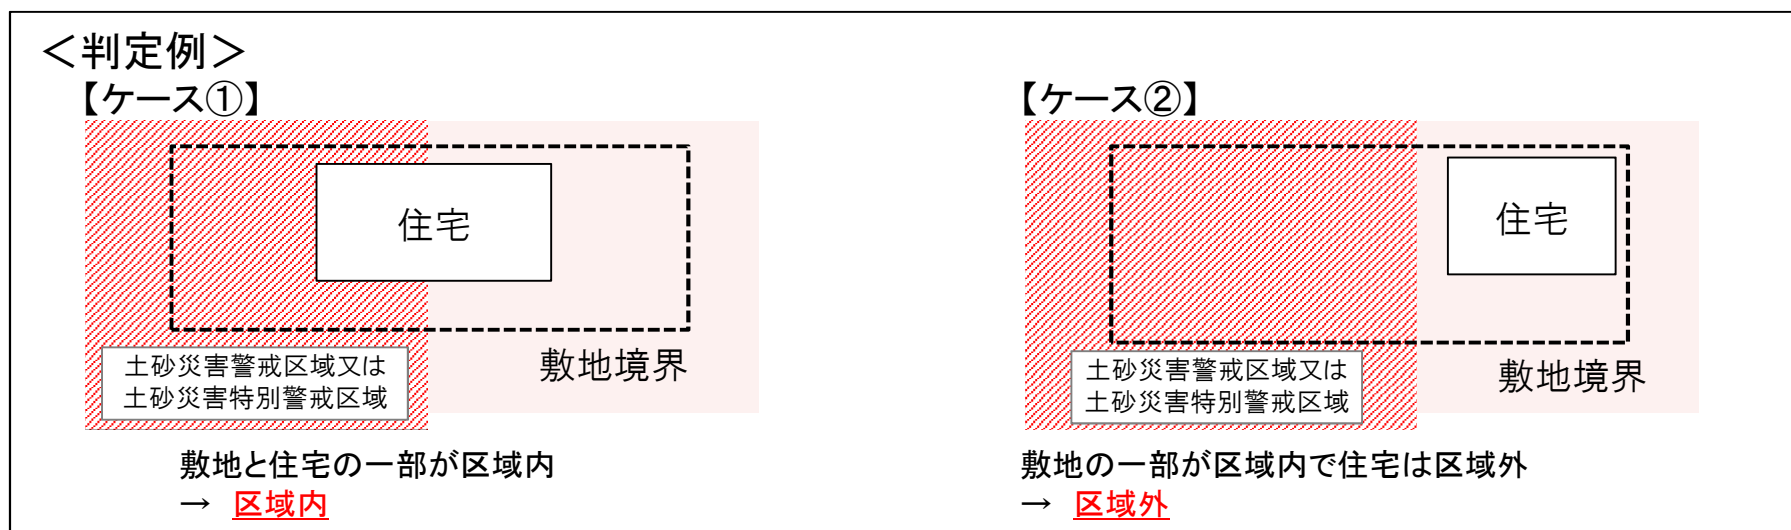 ＜判定例＞
【ケース①】
住宅
敷地境界
土砂災害警戒区域又は
土砂災害特別警戒区域
敷地と住宅の一部が区域内
→ 区域内
【ケース②】
住宅
敷地境界
土砂災害警戒区域又は
土砂災害特別警戒区域
敷地の一部が区域内で住宅は区域外
→ 区域外